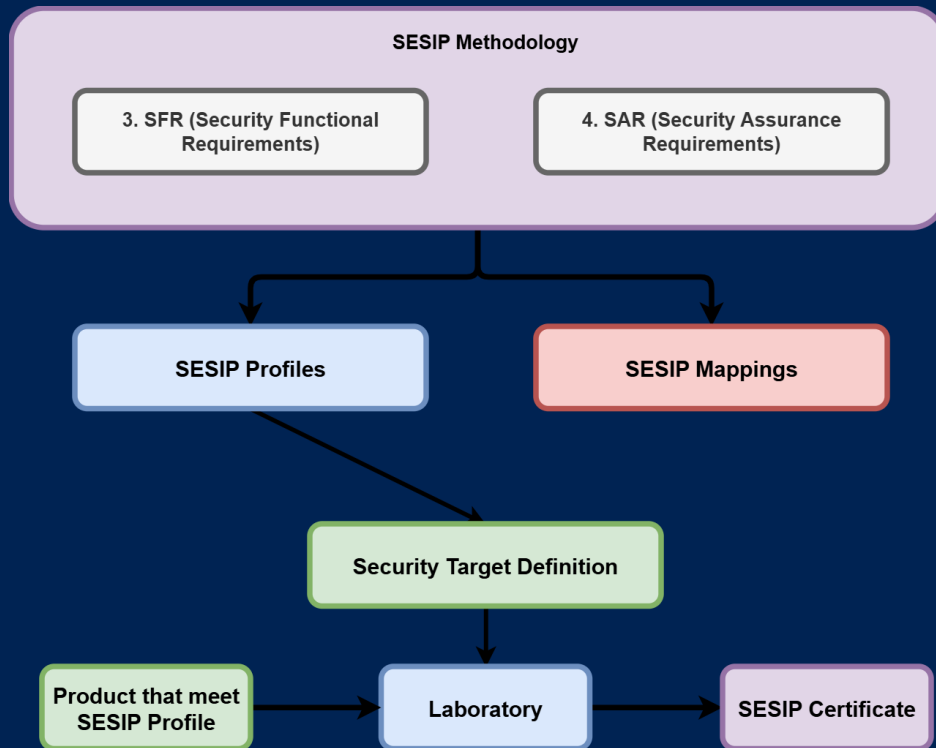 SESIP Methodology
3. SFR (Security Functional
Requirements)
4. SAR (Security Assurance
Requirements)
SESIP Profiles
SESIP Mappings
Security Target Definition
Product that meet
SESIP Profile
Laboratory
SESIP Certificate